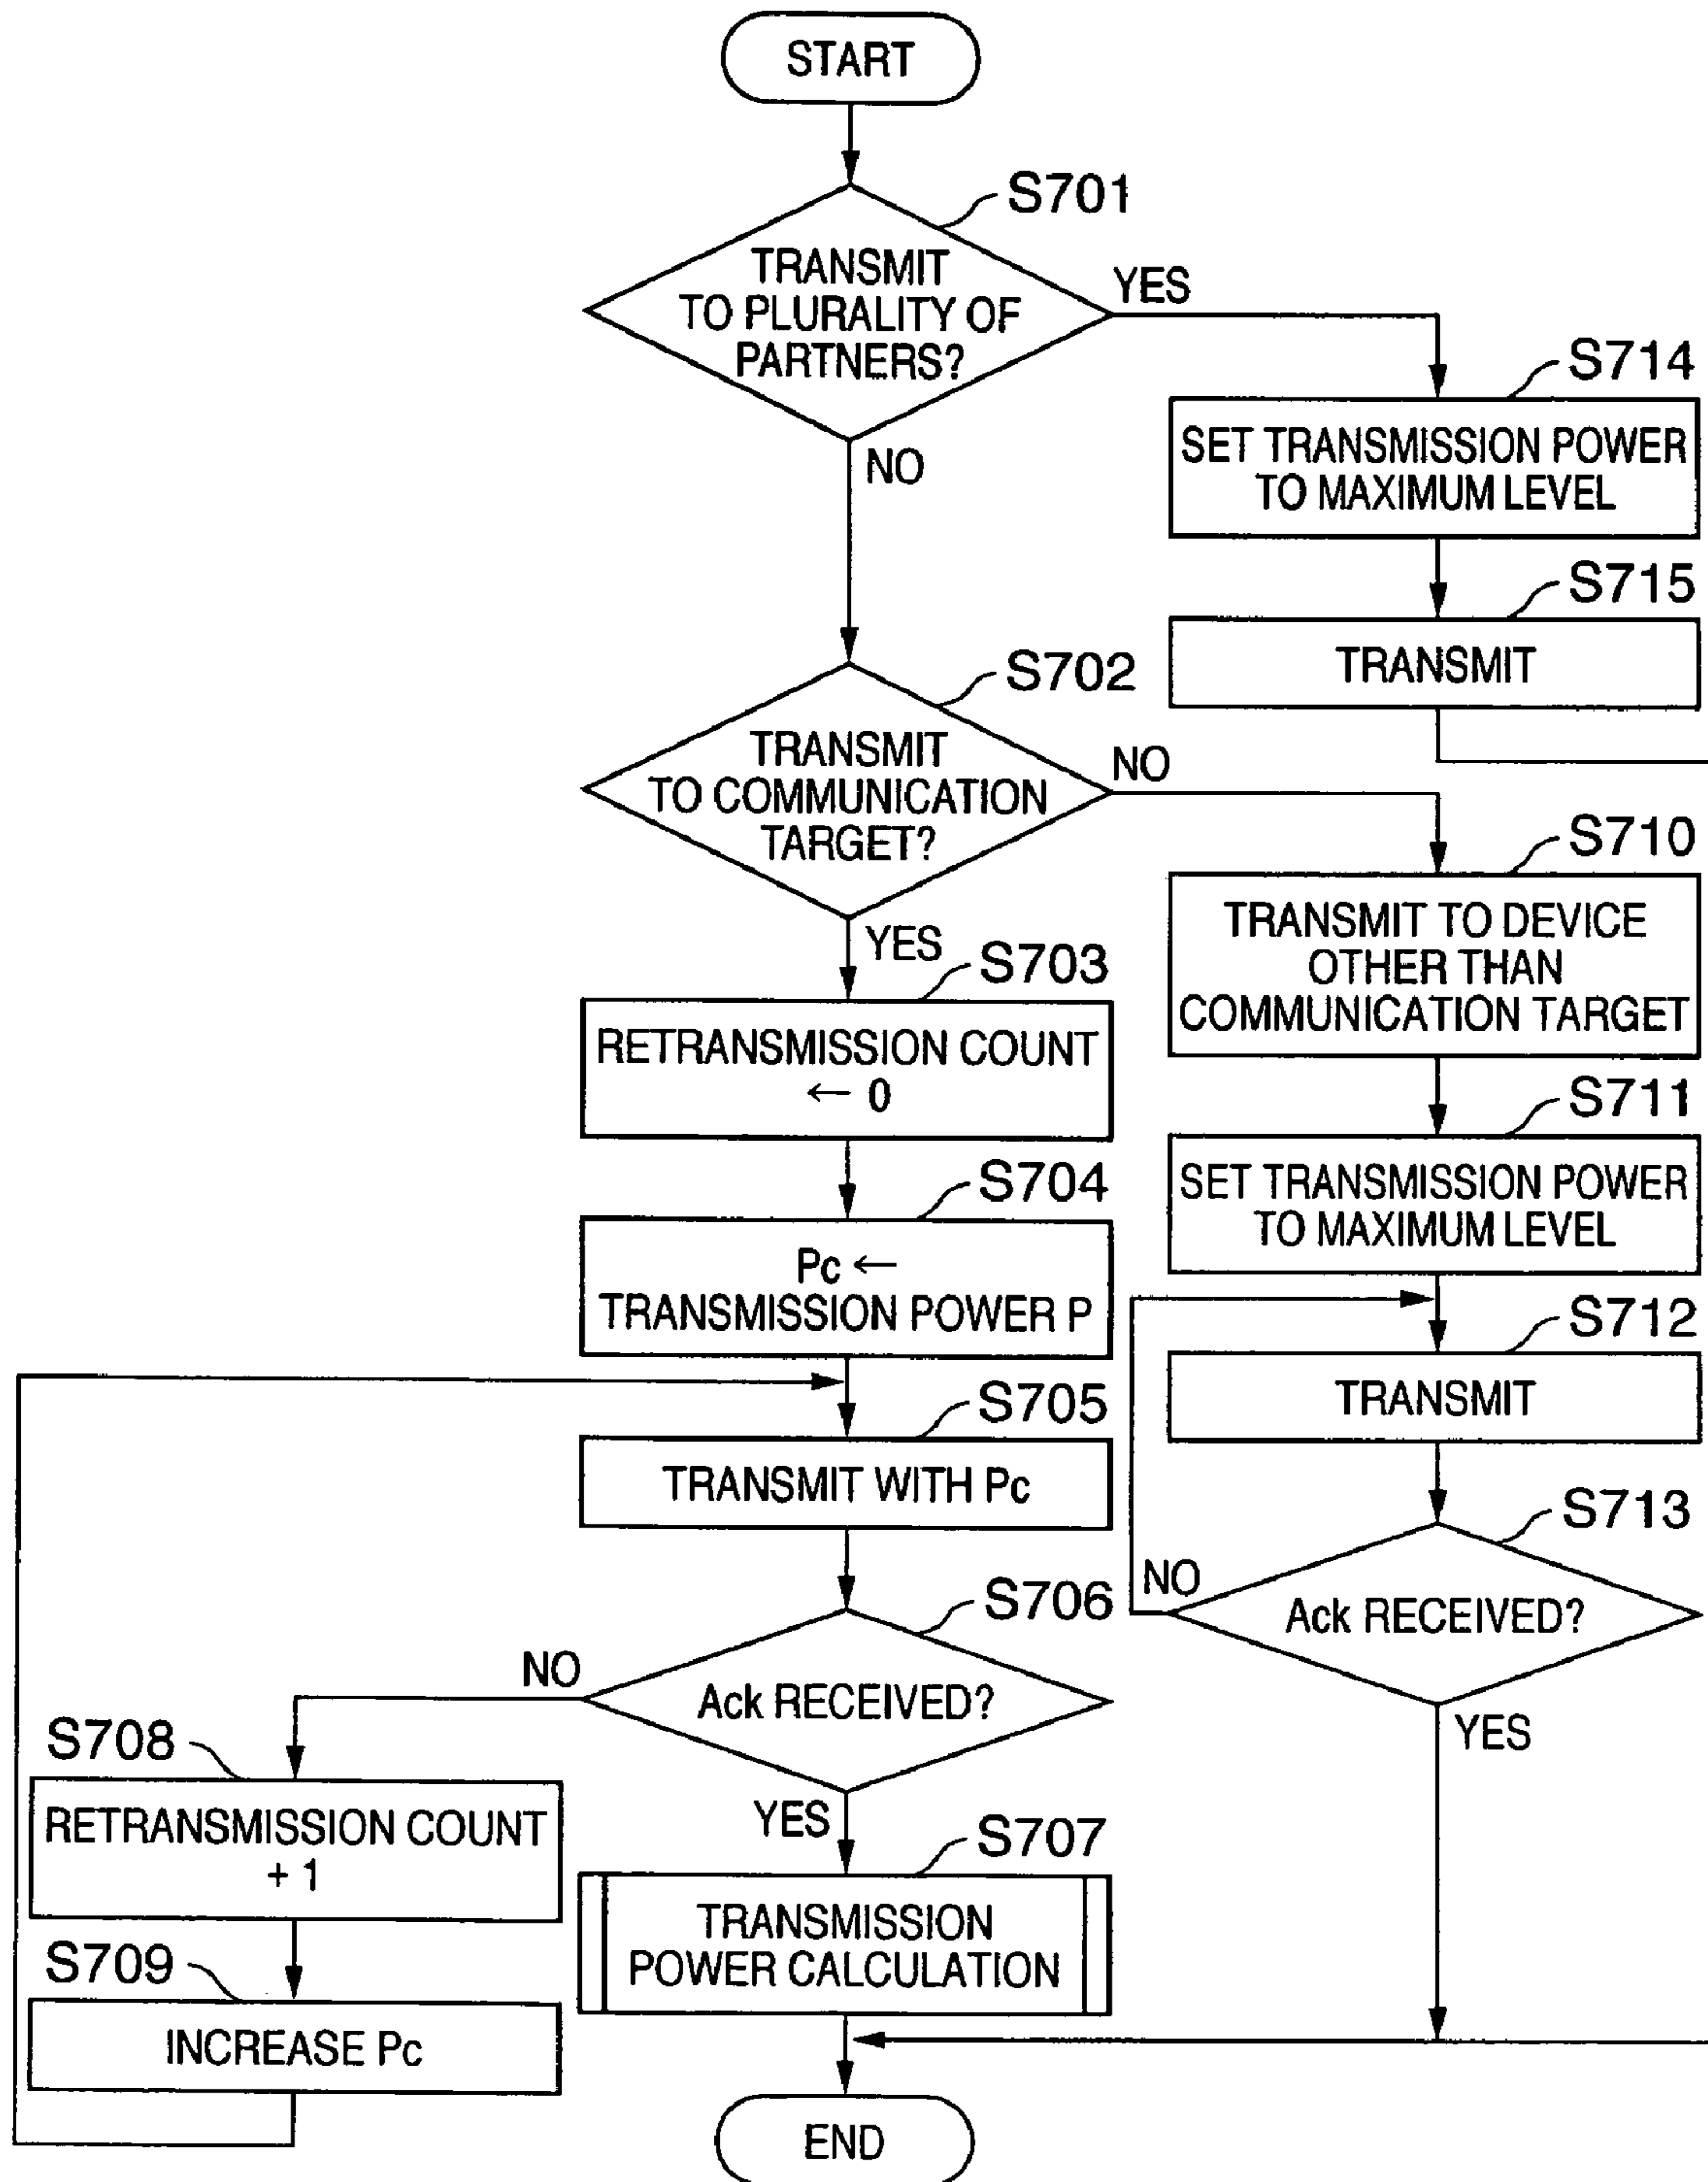 START
S701
TRANSMIT
TO PLURALITY OF
PARTNERS?
YES
NO
S714
SET TRANSMISSION POWER
TO MAXIMUM LEVEL
S715
TRANSMIT
S702
TRANSMIT
TO COMMUNICATION
TARGET?
NO
YES
S710
TRANSMIT TO DEVICE
OTHER THAN
COMMUNICATION TARGET
S703
RETRANSMISSION COUNT
← 0
S711
SET TRANSMISSION POWER
TO MAXIMUM LEVEL
S704
Pc ←
TRANSMISSION POWER P
S712
TRANSMIT
S705
TRANSMIT WITH Pc
S713
Ack RECEIVED?
NO
YES
S706
Ack RECEIVED?
NO
YES
S708
RETRANSMISSION COUNT
+ 1
S707
TRANSMISSION
POWER CALCULATION
S709
INCREASE Pc
END